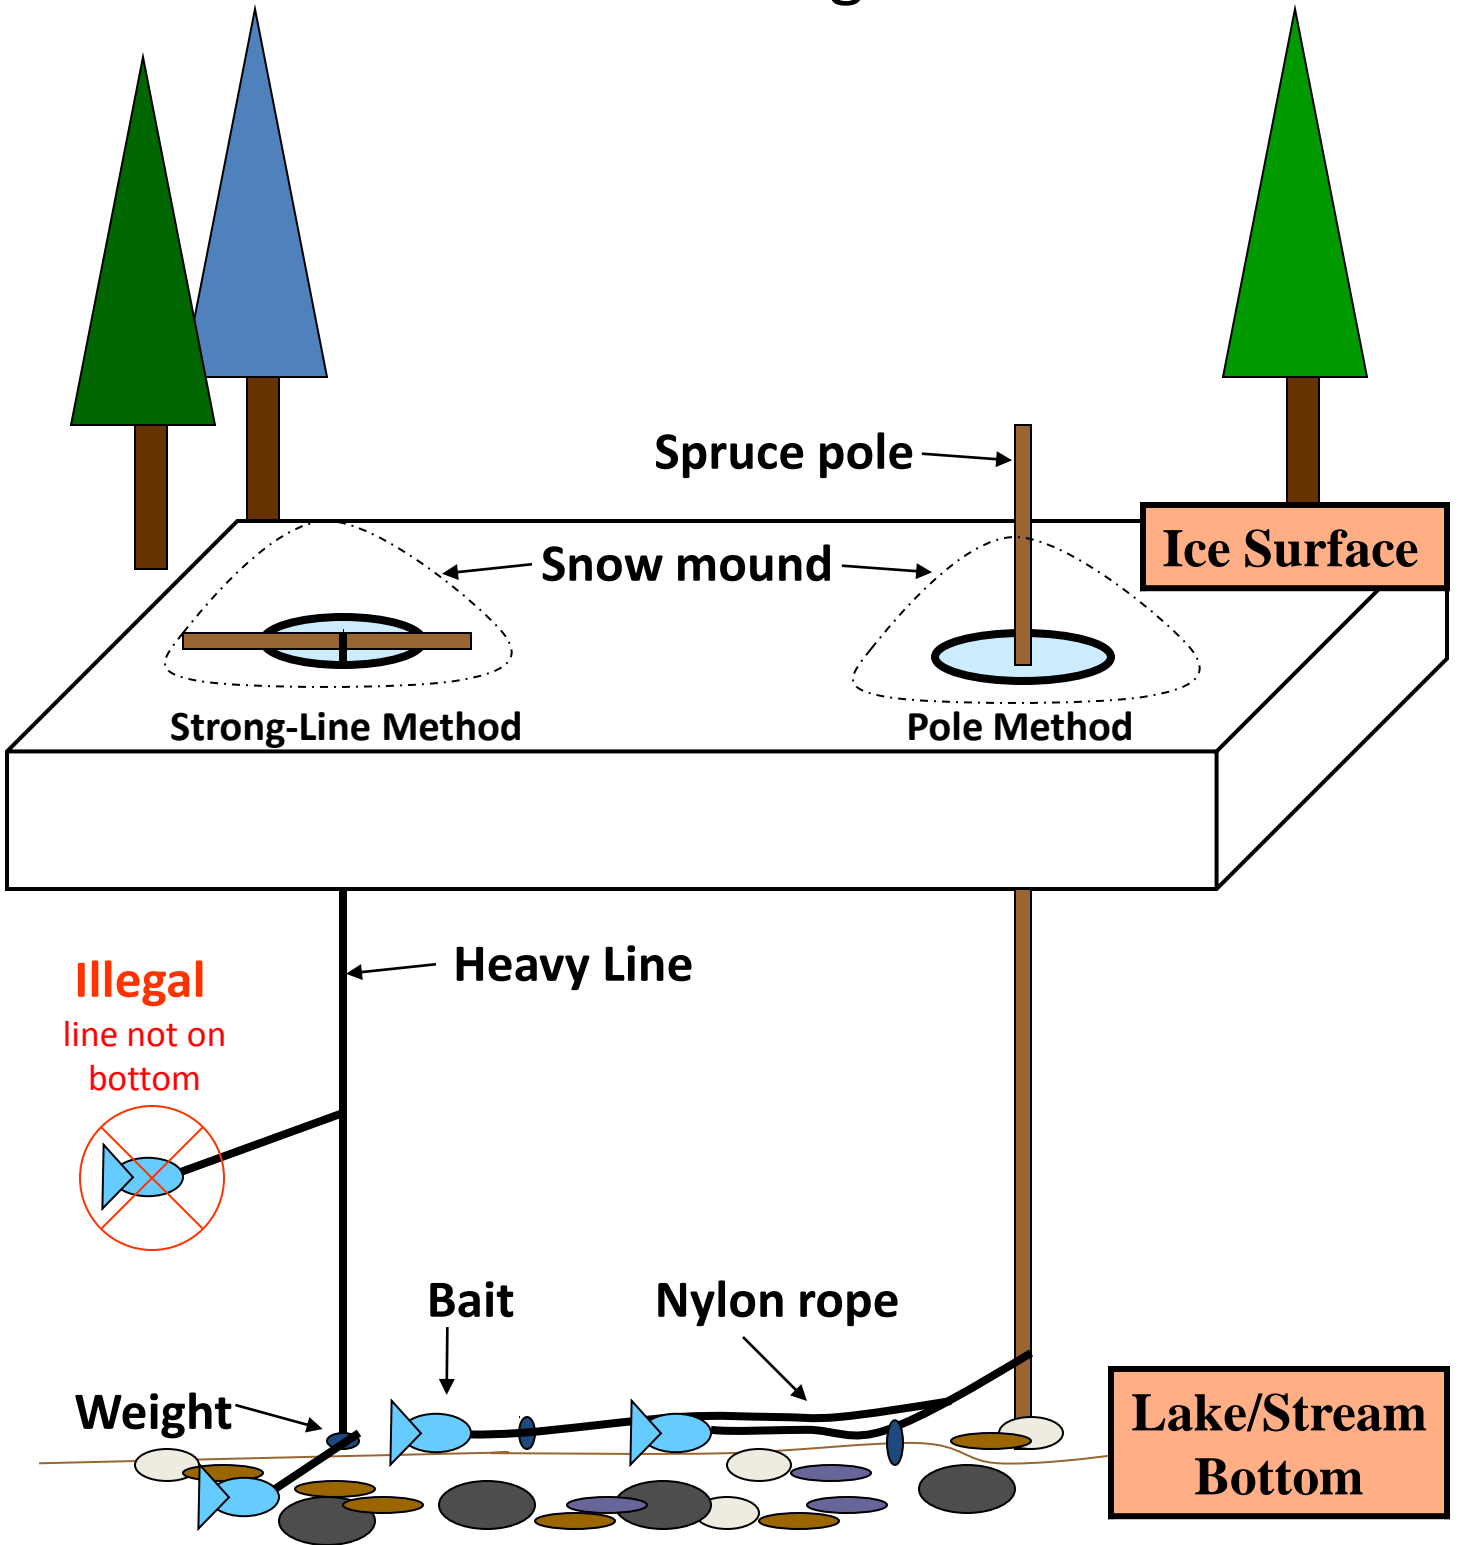 Spruce pole
Ice Surface
Snow mound
Strong-Line Method
Pole Method
Heavy Line
Illegal
line not on
bottom
Bait
Nylon rope
Weight
Lake/Stream
Bottom